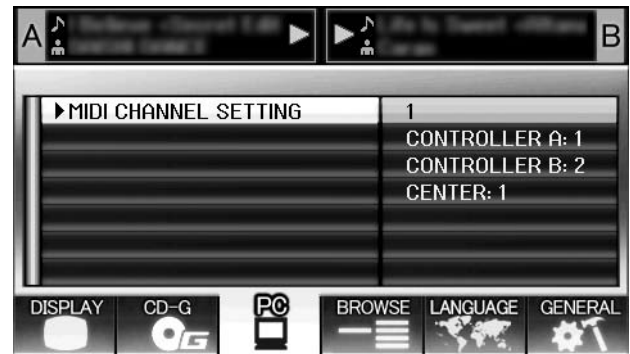 A
B
▶MIDI CHANNEL SETTING
1
CONTROLLER A: 1
CONTROLLER B: 2
CENTER: 1
DISPLAY
CD-G
PC
BROWSE
LANGUAGE
GENERAL